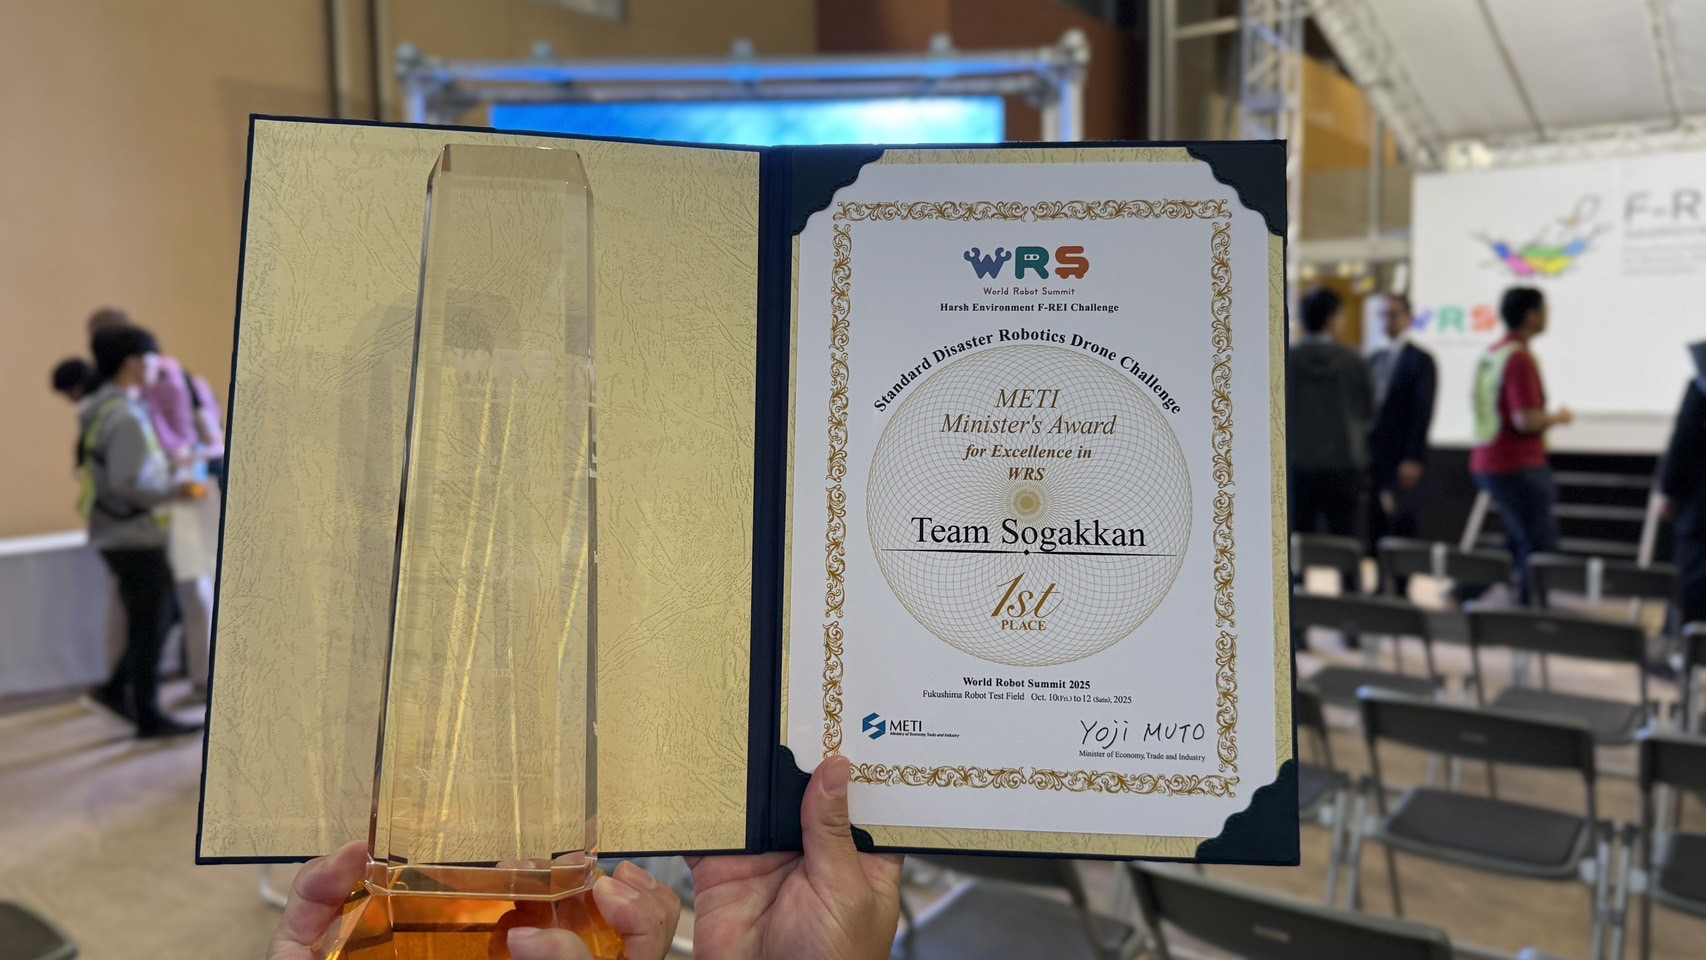 WRS
World Robot Summit
Harsh Environment F-REI Challenge
Standard Disaster Robotics Drone Challenge
METI
Minister's Award
for Excellence in
WRS
Team Sogakkan
1st
PLACE
World Robot Summit 2025
Fukushima Robot Test Field Oct. 10(Fri.) to 12 (Satn), 2025
METI
Ministry of Economy, Trade and Industry
Yoji MUTO
Minister of Economy, Trade and Industry
F-R
WRS